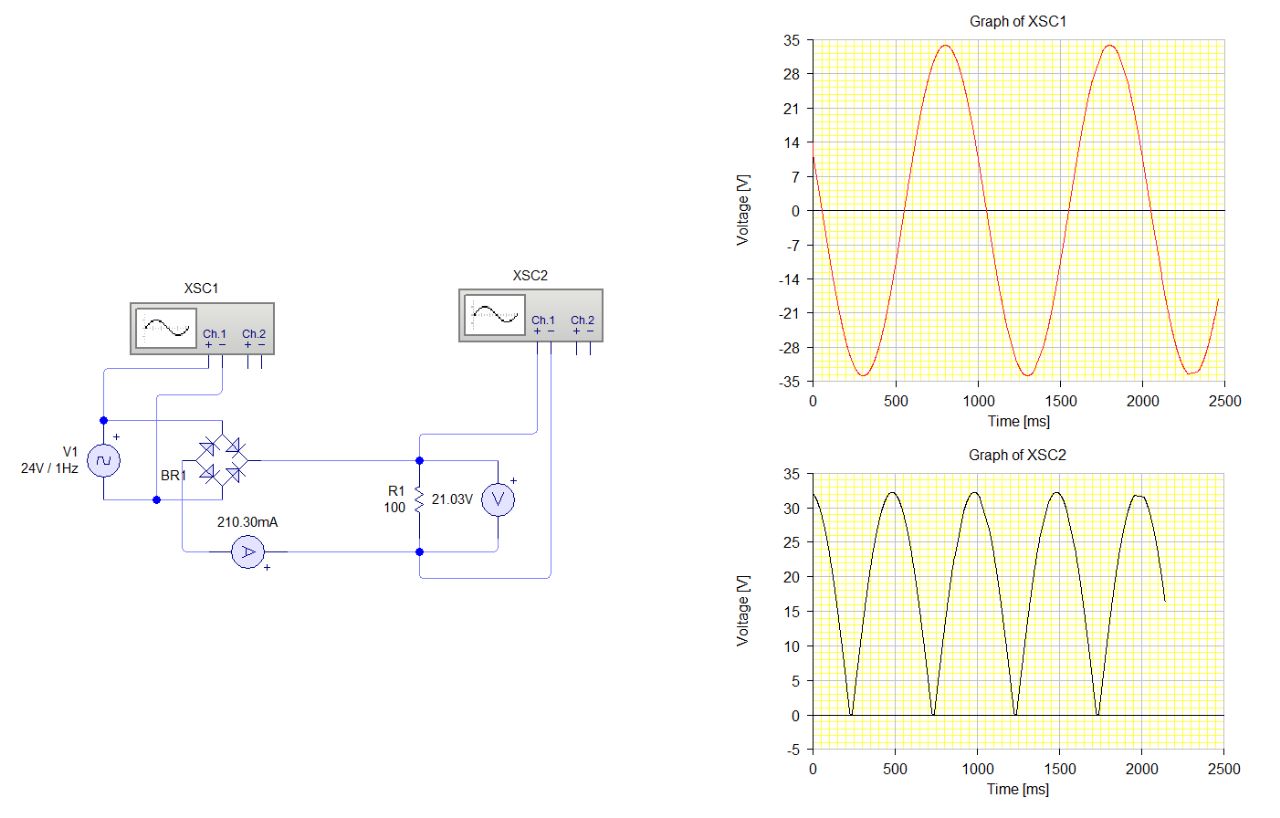 Graph of XSC1
35
28
21
14
7
0
-7
-14
-21
-28
-35
Voltage [V]
0 500 1000 1500 2000 2500
Time [ms]
XSC1
Ch.1 Ch.2
+ − + −
XSC2
Ch.1 Ch.2
+ − + −
V1
24V / 1Hz
+
BR1
R1
100
21.03V
V
+
210.30mA
A
+
Graph of XSC2
35
30
25
20
15
10
5
0
-5
Voltage [V]
0 500 1000 1500 2000 2500
Time [ms]